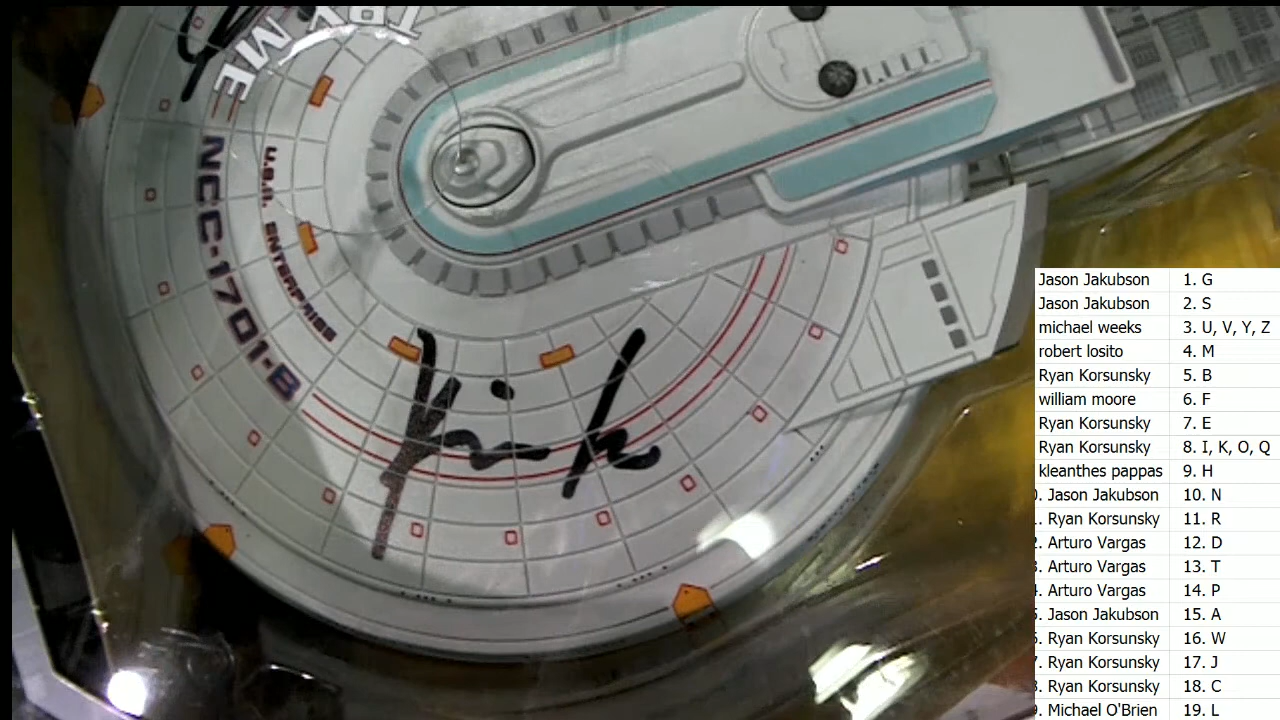 TRY ME
NCC-1701-B
U.S.S. ENTERPRISE
Jason Jakubson 1. G
Jason Jakubson 2. S
michael weeks 3. U, V, Y, Z
robert losito 4. M
Ryan Korsunsky 5. B
william moore 6. F
Ryan Korsunsky 7. E
Ryan Korsunsky 8. I, K, O, Q
kleanthes pappas 9. H
. Jason Jakubson 10. N
. Ryan Korsunsky 11. R
. Arturo Vargas 12. D
. Arturo Vargas 13. T
. Arturo Vargas 14. P
. Jason Jakubson 15. A
. Ryan Korsunsky 16. W
. Ryan Korsunsky 17. J
. Ryan Korsunsky 18. C
. Michael O'Brien 19. L